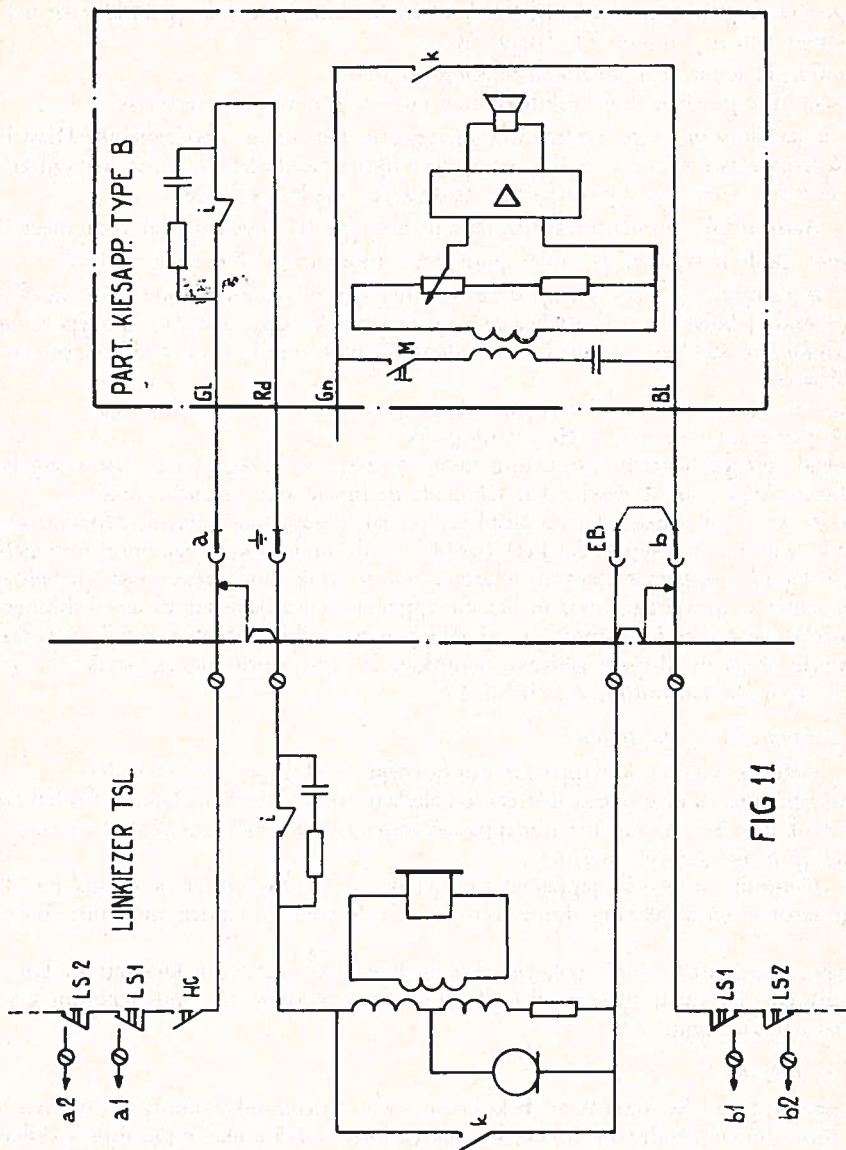 PART. KIESAPP. TYPE B
i
k
M
Gl
Rd
Gn
Bl
a
EB
b
LIJNKIEZER TSL.
LS2
LS1
HC
a2
a1
i
k
LS1
LS2
b1
b2
FIG 11